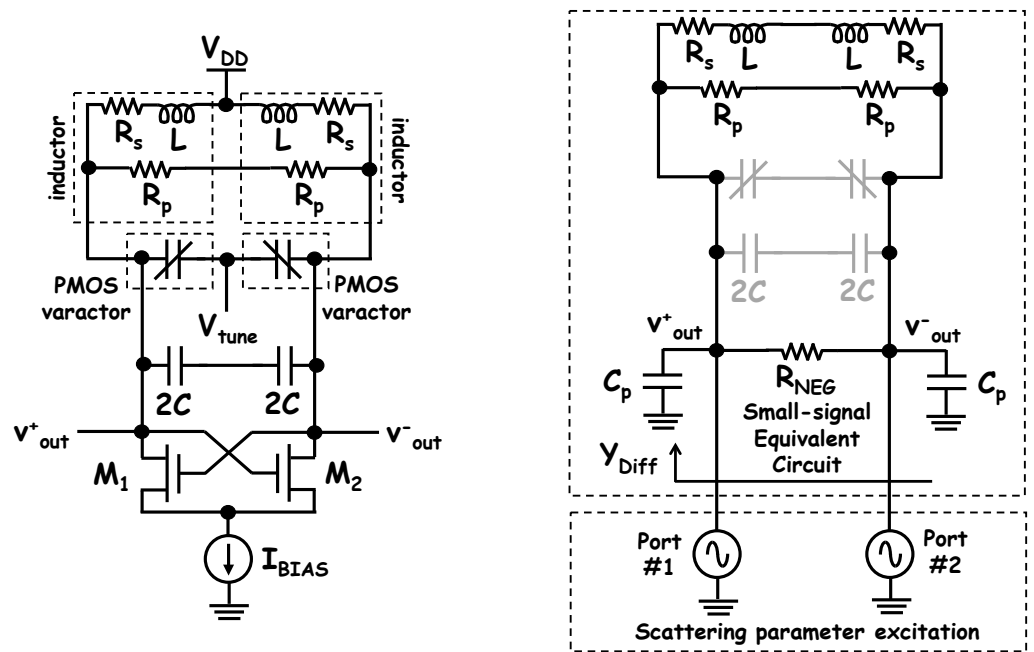 V_DD
R_s L L R_s
R_p R_p
inductor
inductor
PMOS
varactor
PMOS
varactor
V_tune
2C 2C
v^+_out
v^-_out
M_1
M_2
I_BIAS
R_s L L R_s
R_p R_p
2C 2C
v^+_out
v^-_out
C_p
R_NEG
C_p
Small-signal
Equivalent
Circuit
Y_Diff
Port
#1
Port
#2
Scattering parameter excitation